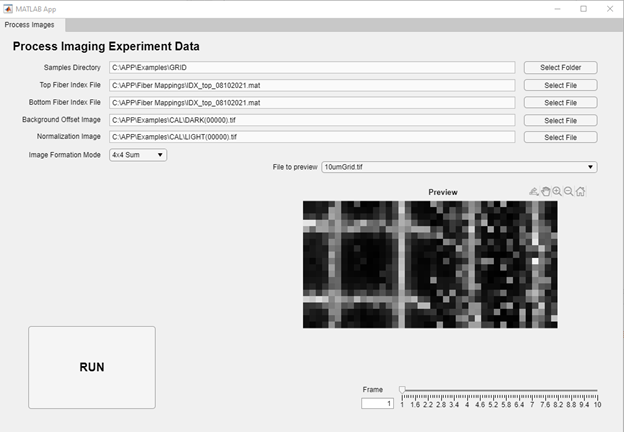 MATLAB App
Process Images
Process Imaging Experiment Data
Samples Directory C:\APP\Examples\GRID Select Folder
Top Fiber Index File C:\APP\Fiber Mappings\IDX_top_08102021.mat Select File
Bottom Fiber Index File C:\APP\Fiber Mappings\IDX_top_08102021.mat Select File
Background Offset Image C:\APP\Examples\CAL\DARK(00000).tif Select File
Normalization Image C:\APP\Examples\CAL\LIGHT(00000).tif Select File
Image Formation Mode 4x4 Sum
File to preview 10umGrid.tif
Preview
RUN
Frame
1 1 1.6 2.2 2.8 3.4 4 4.6 5.2 5.8 6.4 7 7.6 8.2 8.8 9.4 10